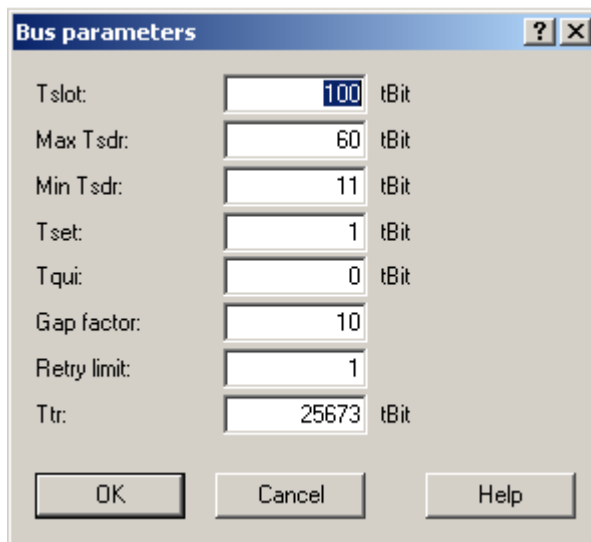 Bus parameters ? X
Tslot: 100 tBit
Max Tsdr: 60 tBit
Min Tsdr: 11 tBit
Tset: 1 tBit
Tqui: 0 tBit
Gap factor: 10
Retry limit: 1
Ttr: 25673 tBit
OK Cancel Help